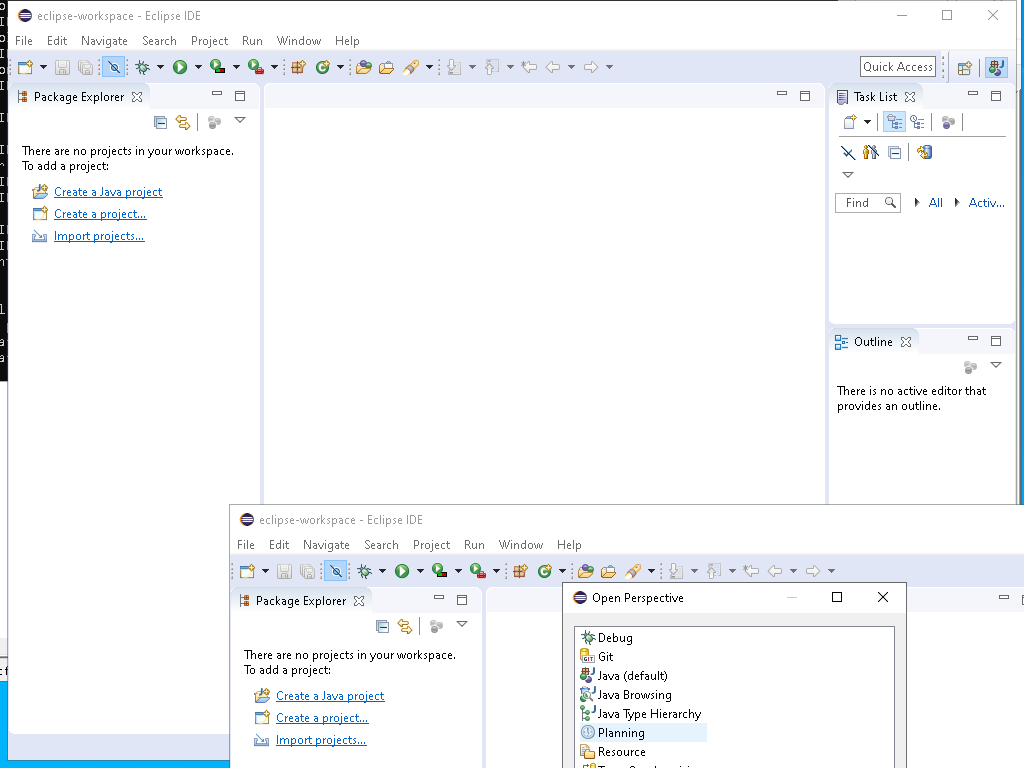 eclipse-workspace - Eclipse IDE
File Edit Navigate Search Project Run Window Help
Quick Access
Package Explorer
There are no projects in your workspace.
To add a project:
Create a Java project
Create a project...
Import projects...
Task List
Find
All
Activ...
Outline
There is no active editor that
provides an outline.
eclipse-workspace - Eclipse IDE
File Edit Navigate Search Project Run Window Help
Package Explorer
There are no projects in your workspace.
To add a project:
Create a Java project
Create a project...
Import projects...
Open Perspective
Debug
Git
Java (default)
Java Browsing
Java Type Hierarchy
Planning
Resource